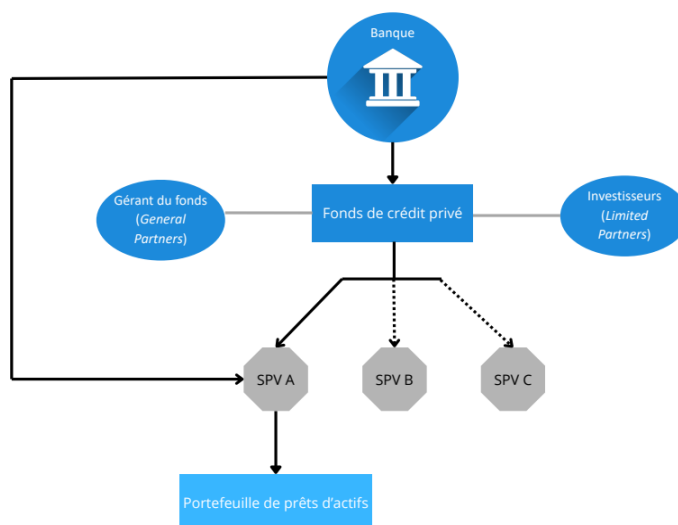 Banque
Gérant du fonds
(General
Partners)
Fonds de crédit privé
Investisseurs
(Limited
Partners)
SPV A
SPV B
SPV C
Portefeuille de prêts d'actifs